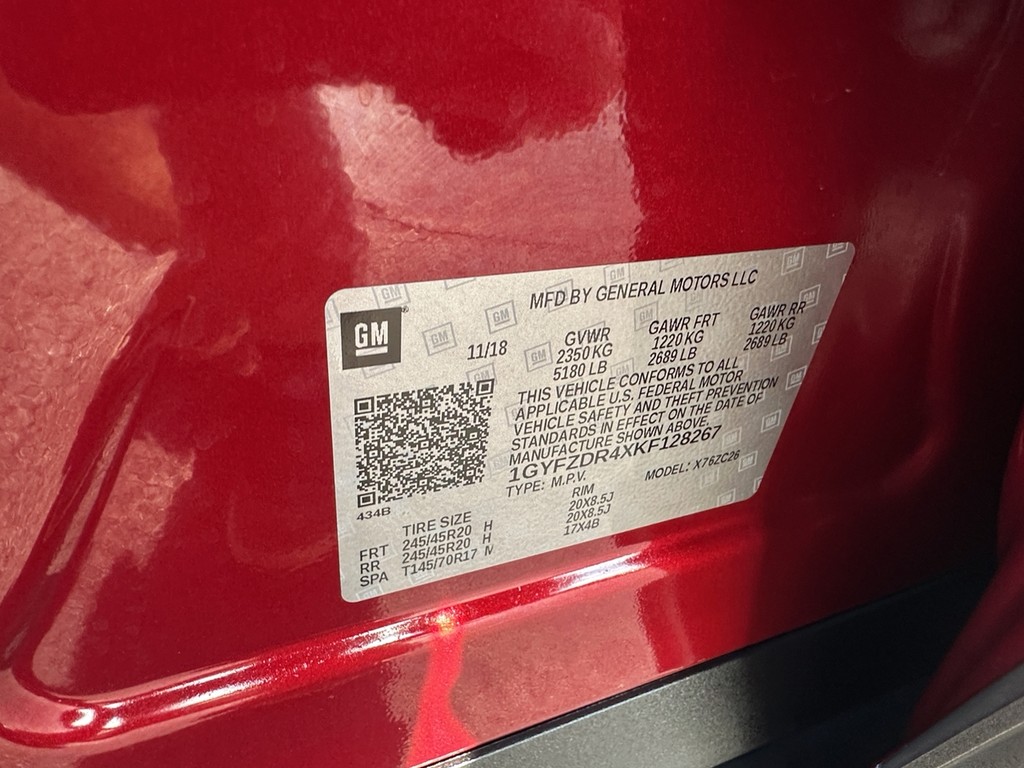 MFD BY GENERAL MOTORS LLC
GM®
11/18
GVWR GAWR FRT GAWR RR
2350 KG 1220 KG 1220 KG
5180 LB 2689 LB 2689 LB
THIS VEHICLE CONFORMS TO ALL
APPLICABLE U.S. FEDERAL MOTOR
VEHICLE SAFETY AND THEFT PREVENTION
STANDARDS IN EFFECT ON THE DATE OF
MANUFACTURE SHOWN ABOVE.
1GYFZDR4XKF128267
TYPE: M.P.V. MODEL: X76ZC26
434B
TIRE SIZE RIM
FRT 245/45R20 H 20X8.5J
RR 245/45R20 H 20X8.5J
SPA T145/70R17 M 17X4B